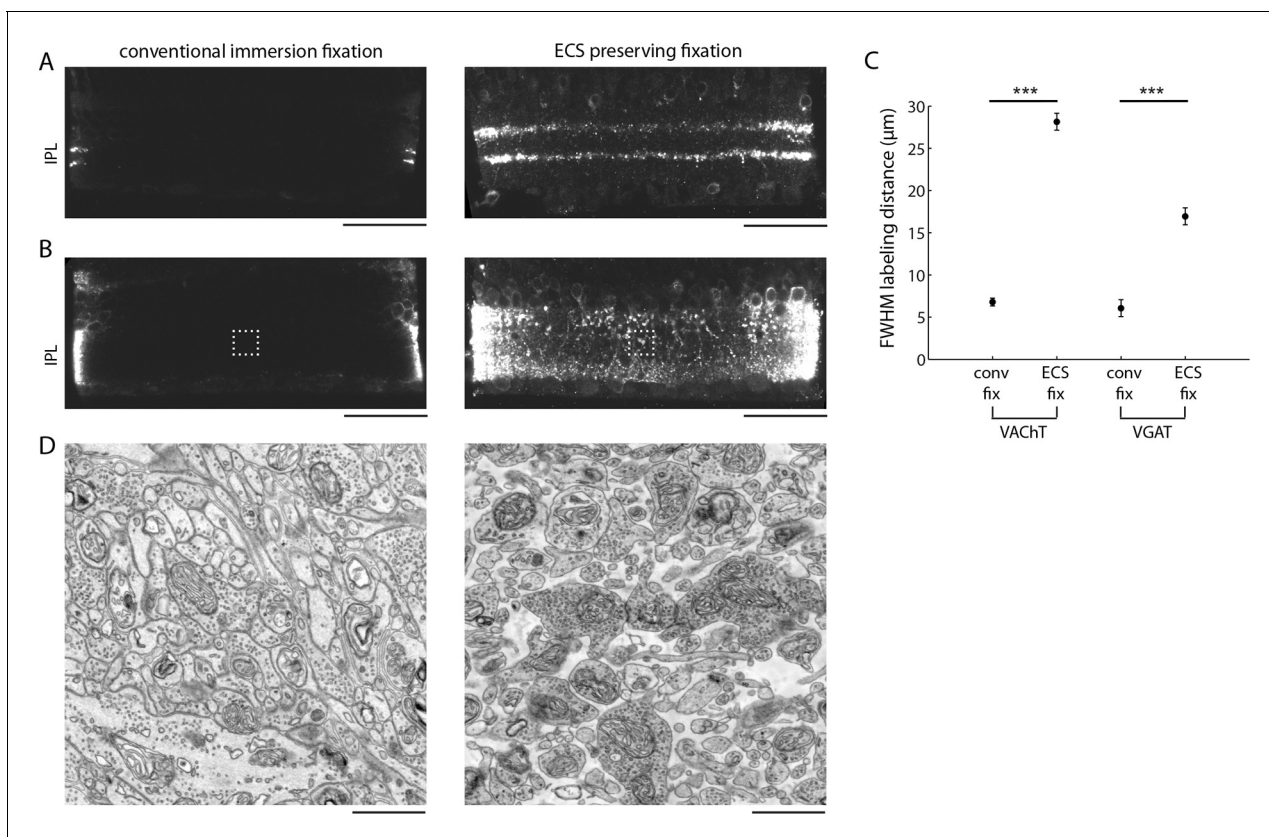 conventional immersion fixation
ECS preserving fixation
A
IPL
B
IPL
C
***
***
30
25
20
15
10
5
0
FWHM labeling distance (μm)
conv fix
ECS fix
conv fix
ECS fix
VAChT
VGAT
D